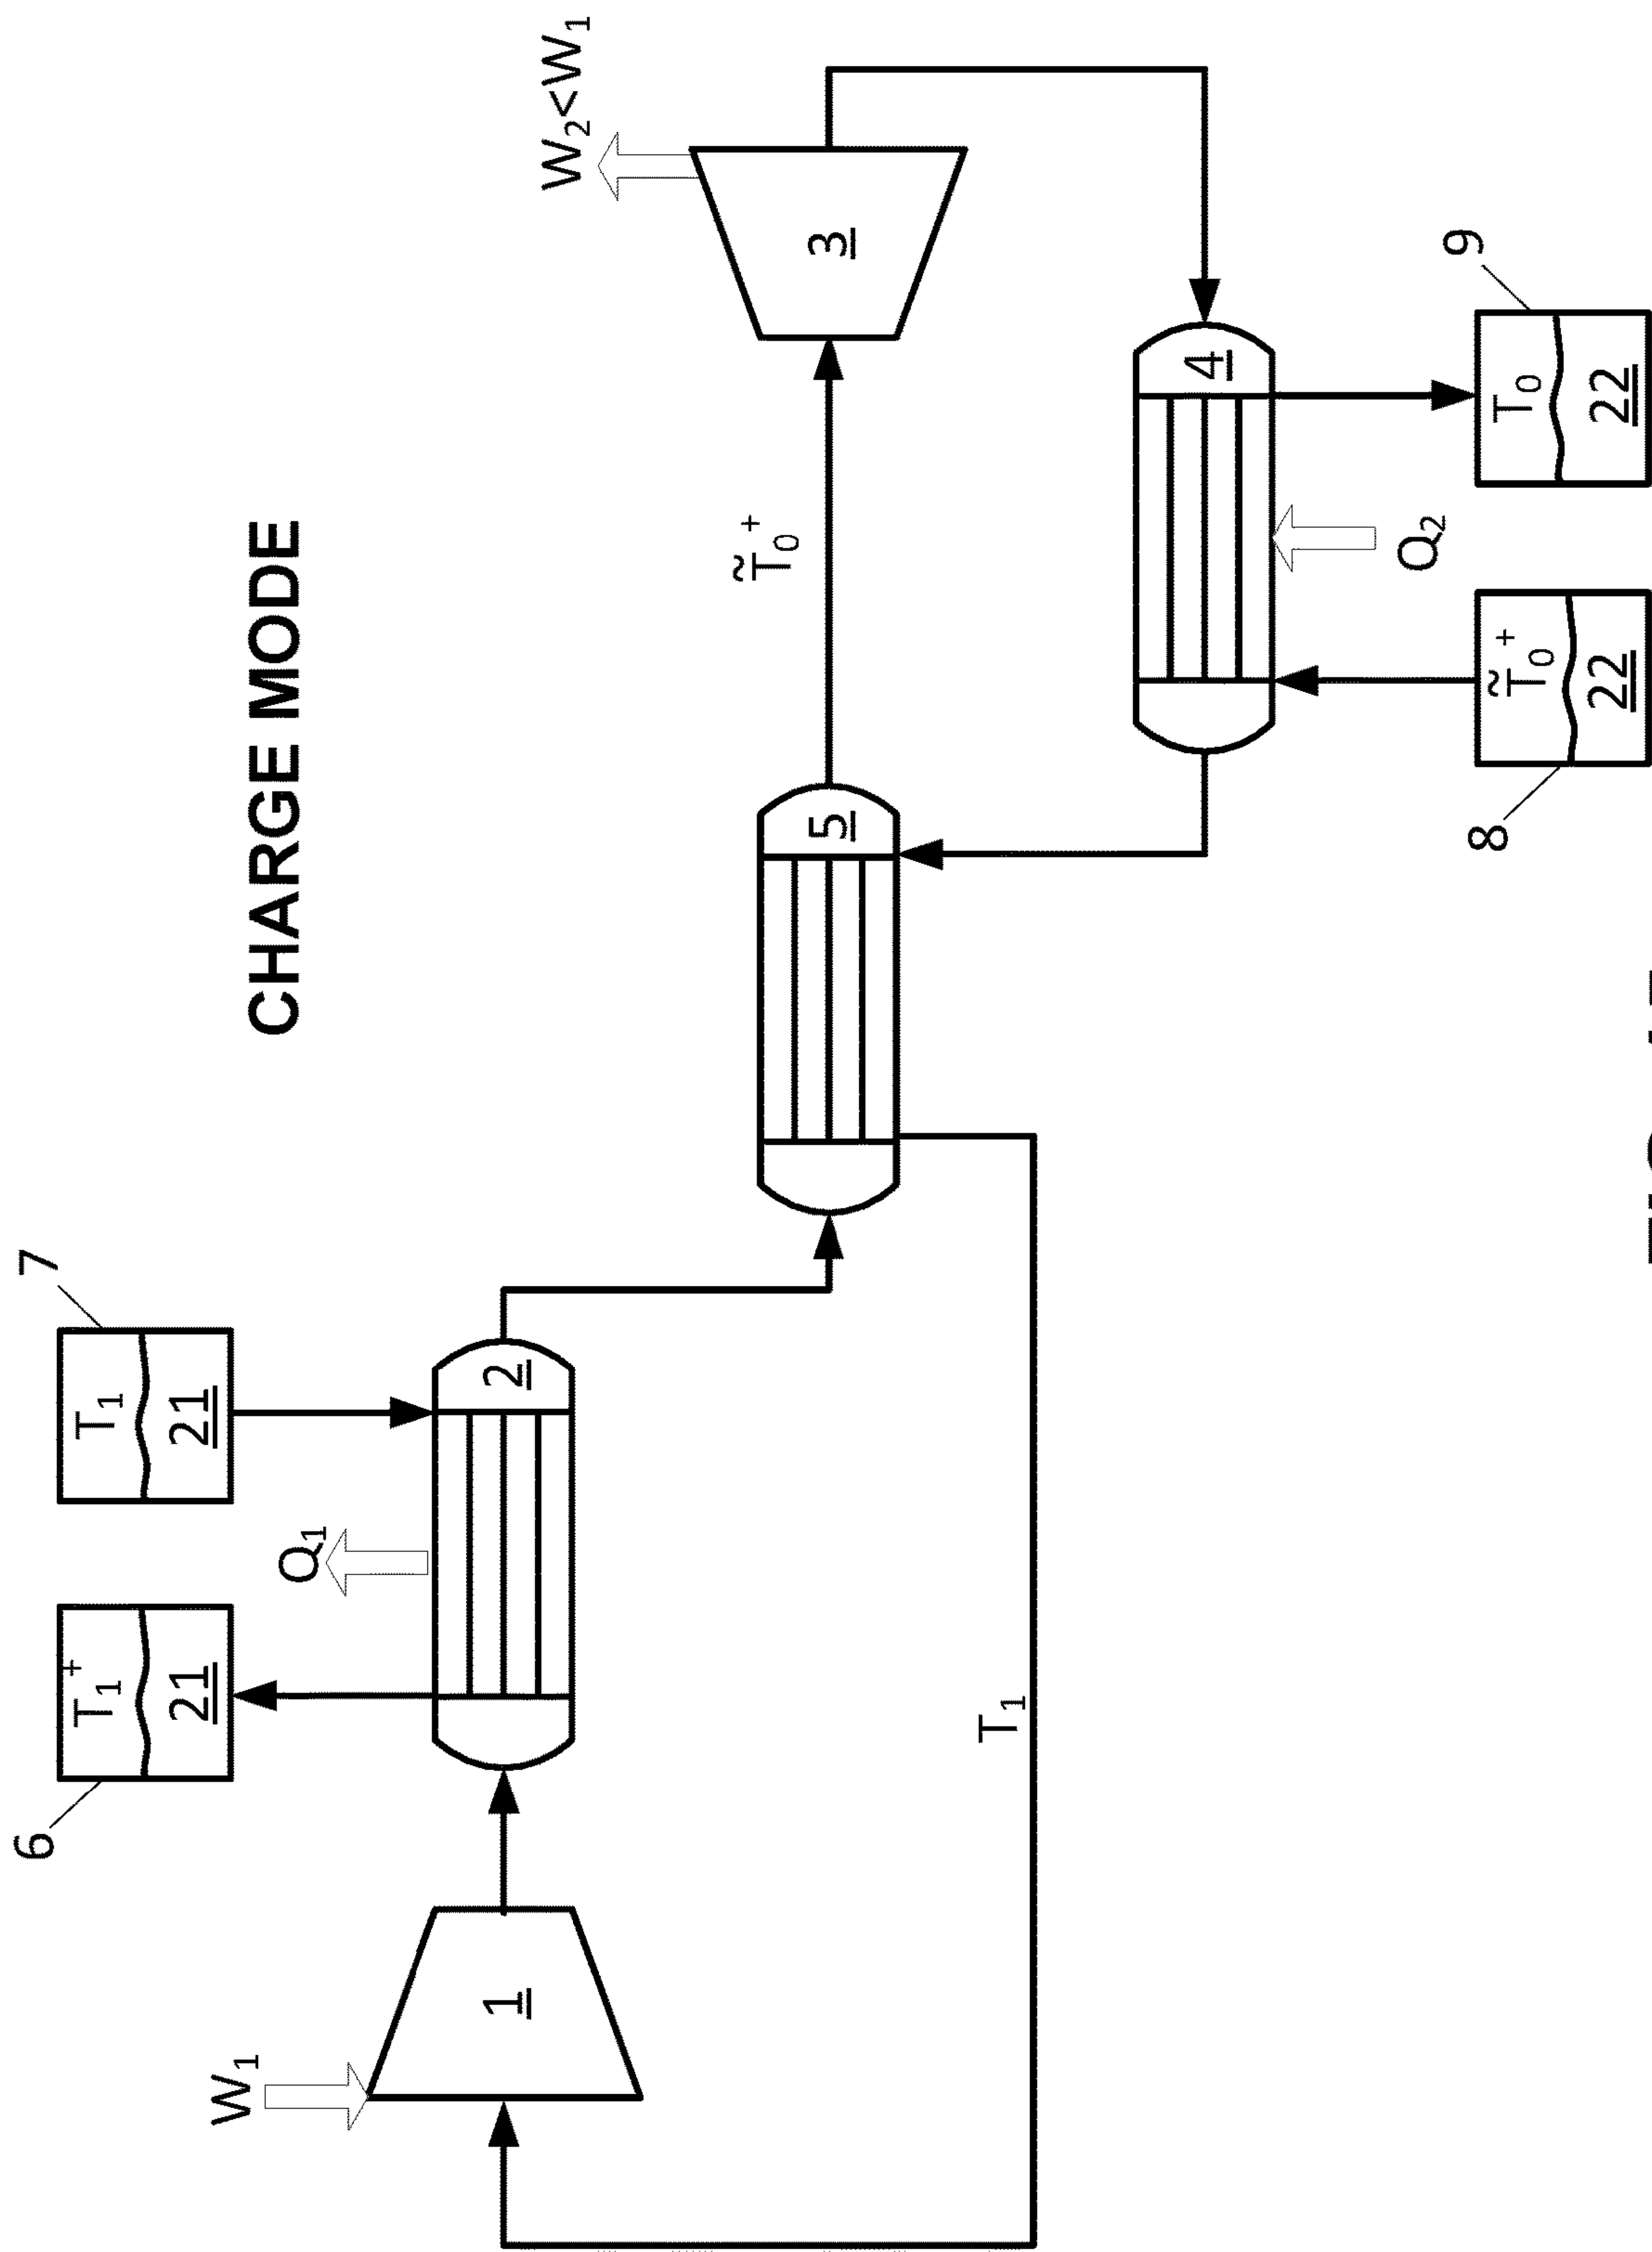 CHARGE MODE
W₂<W₁
7
6
T₁⁺
T₁
21
21
Q₁
W₁
1
2
5
T̃₀⁺
3
T₁
4
Q₂
8
9
T̃₀⁺
T₀
22
22